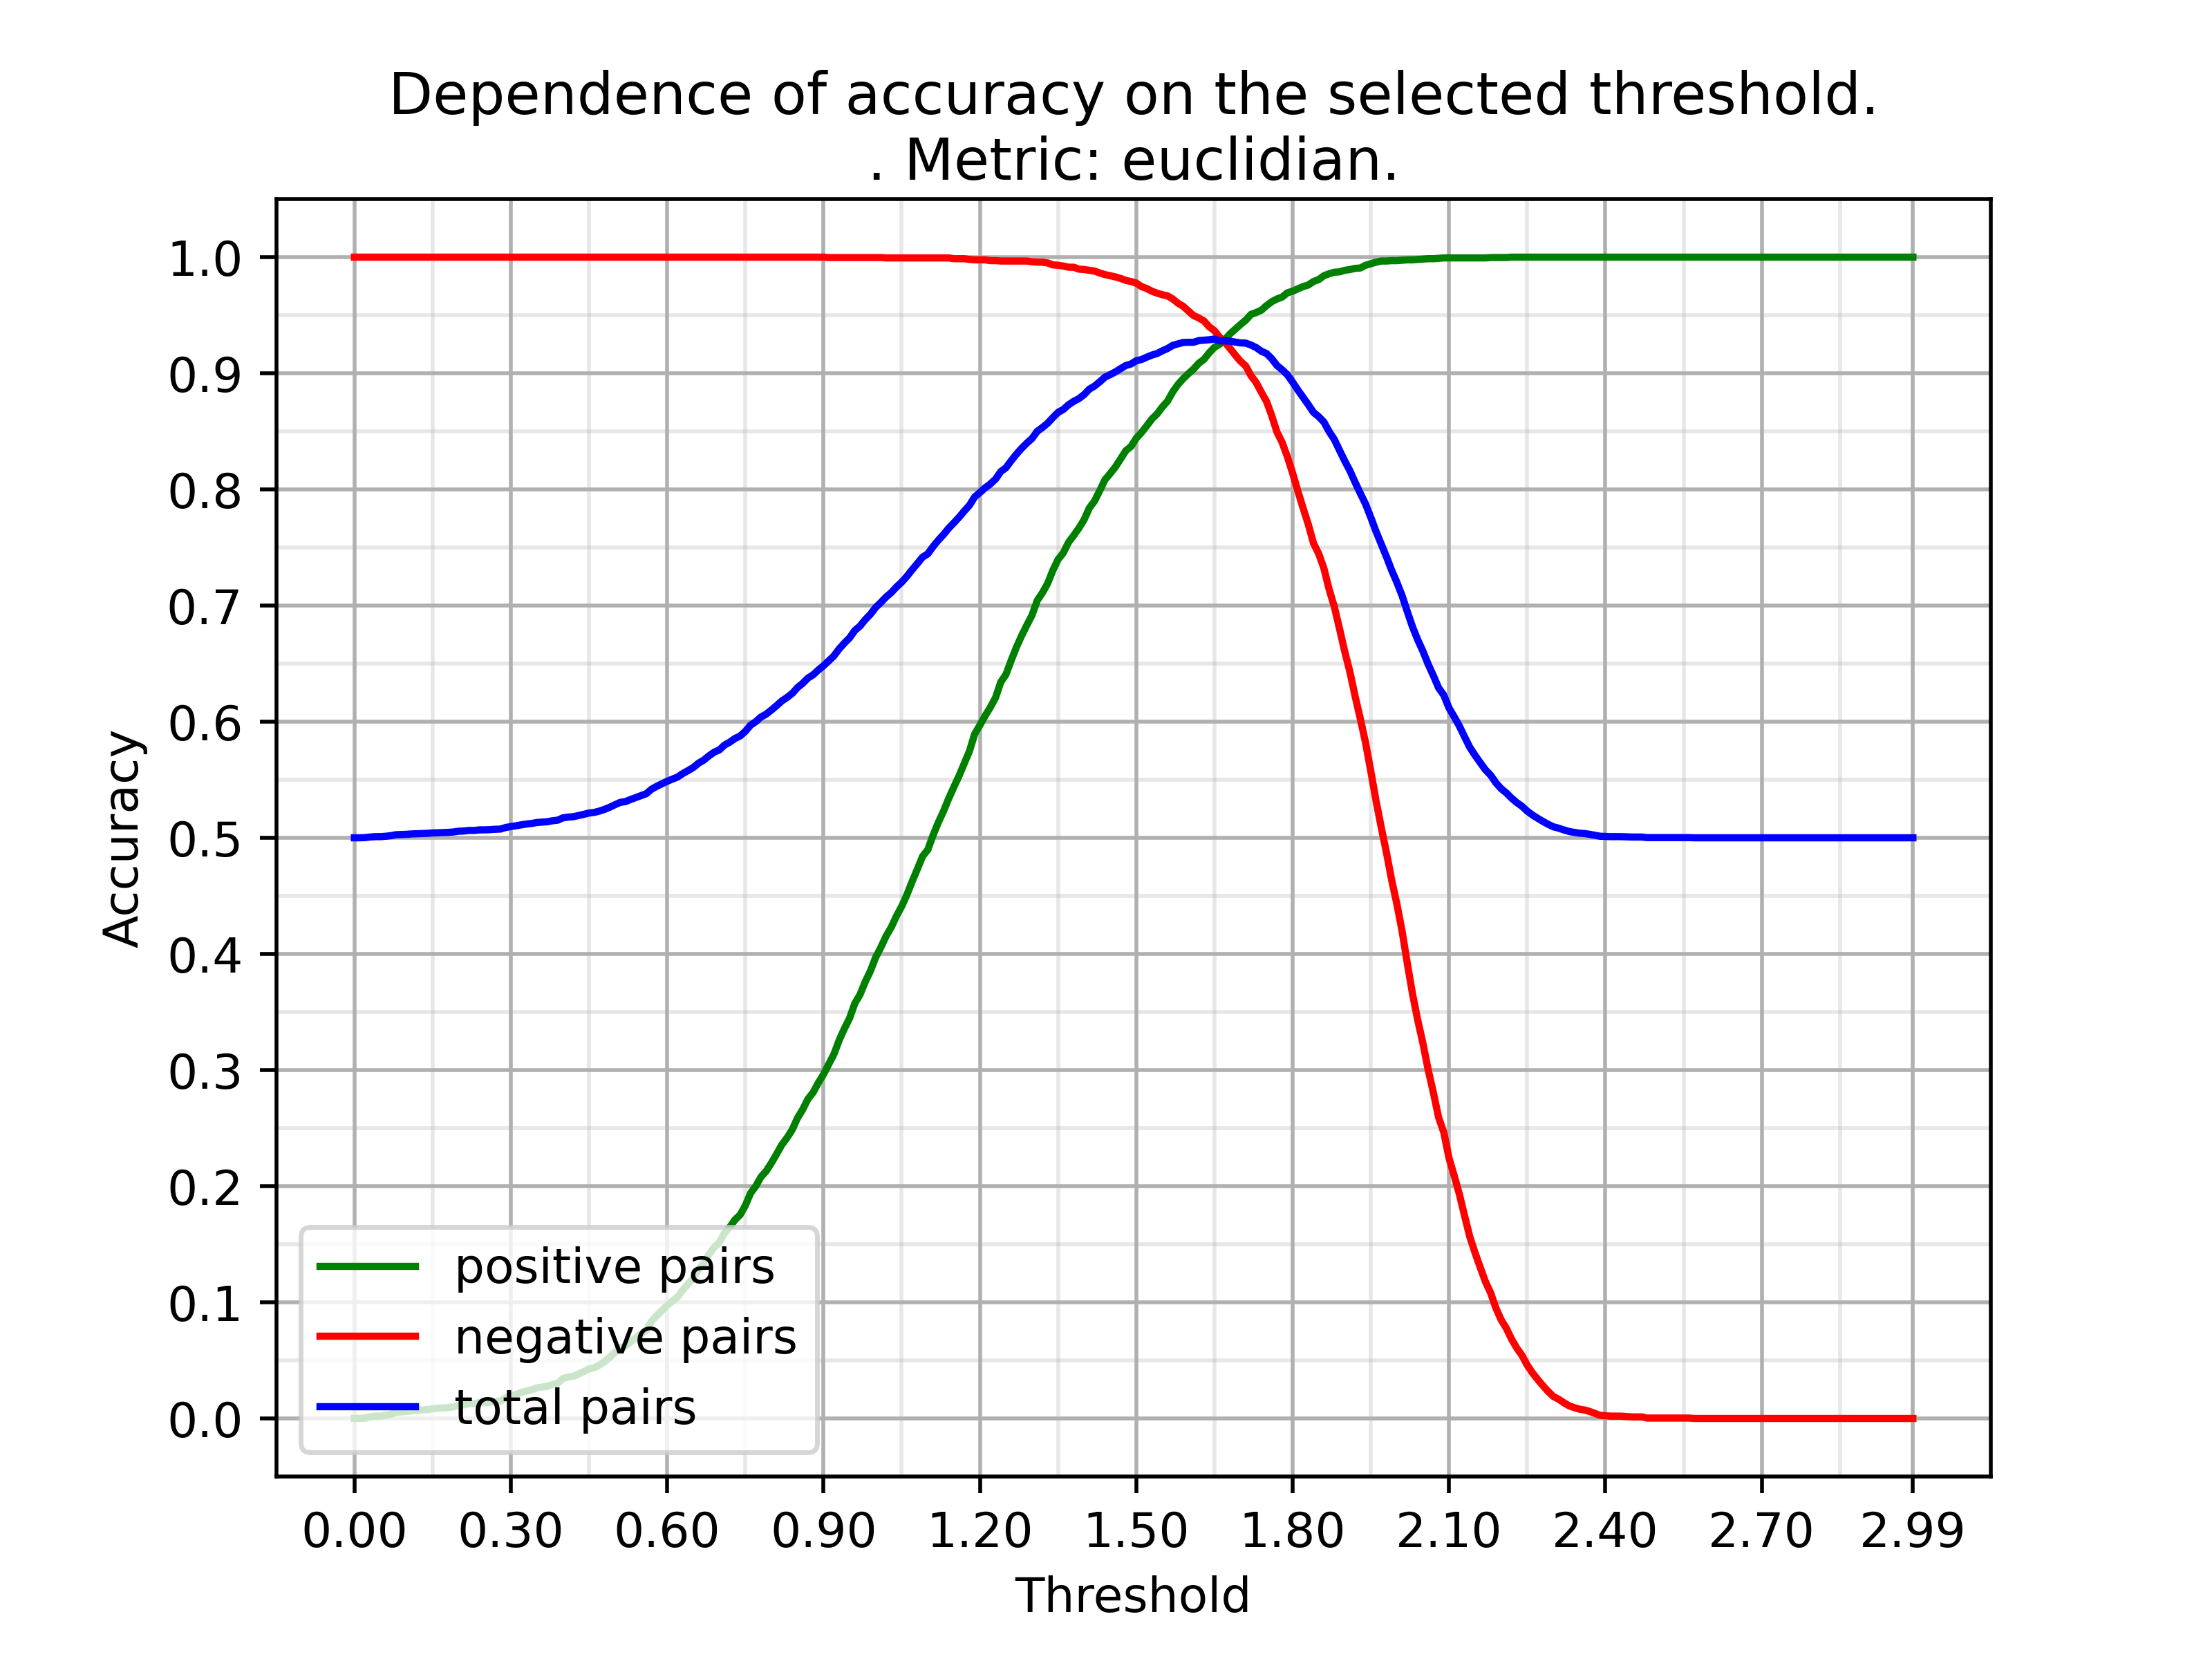 Dependence of accuracy on the selected threshold.
. Metric: euclidian.
1.0
0.9
0.8
0.7
0.6
0.5
0.4
0.3
0.2
0.1
0.0
Accuracy
positive pairs
negative pairs
total pairs
0.00 0.30 0.60 0.90 1.20 1.50 1.80 2.10 2.40 2.70 2.99
Threshold